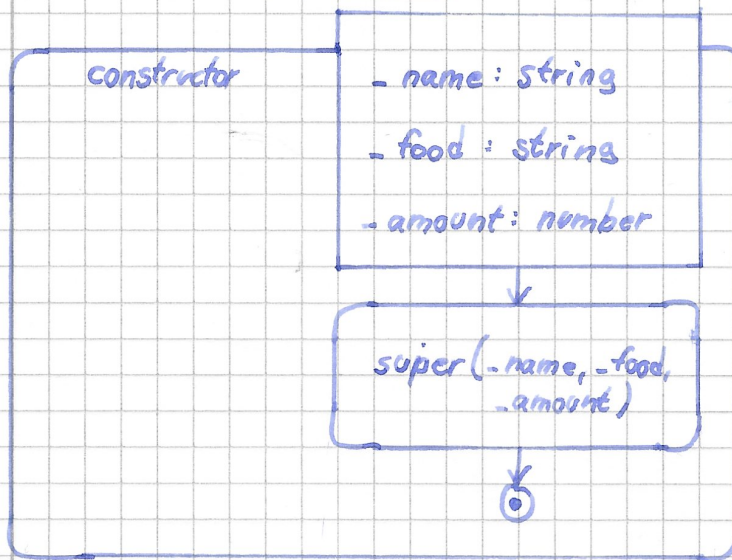 constructor
_name: string
_food: string
_amount: number
super(_name, _food,
_amount)